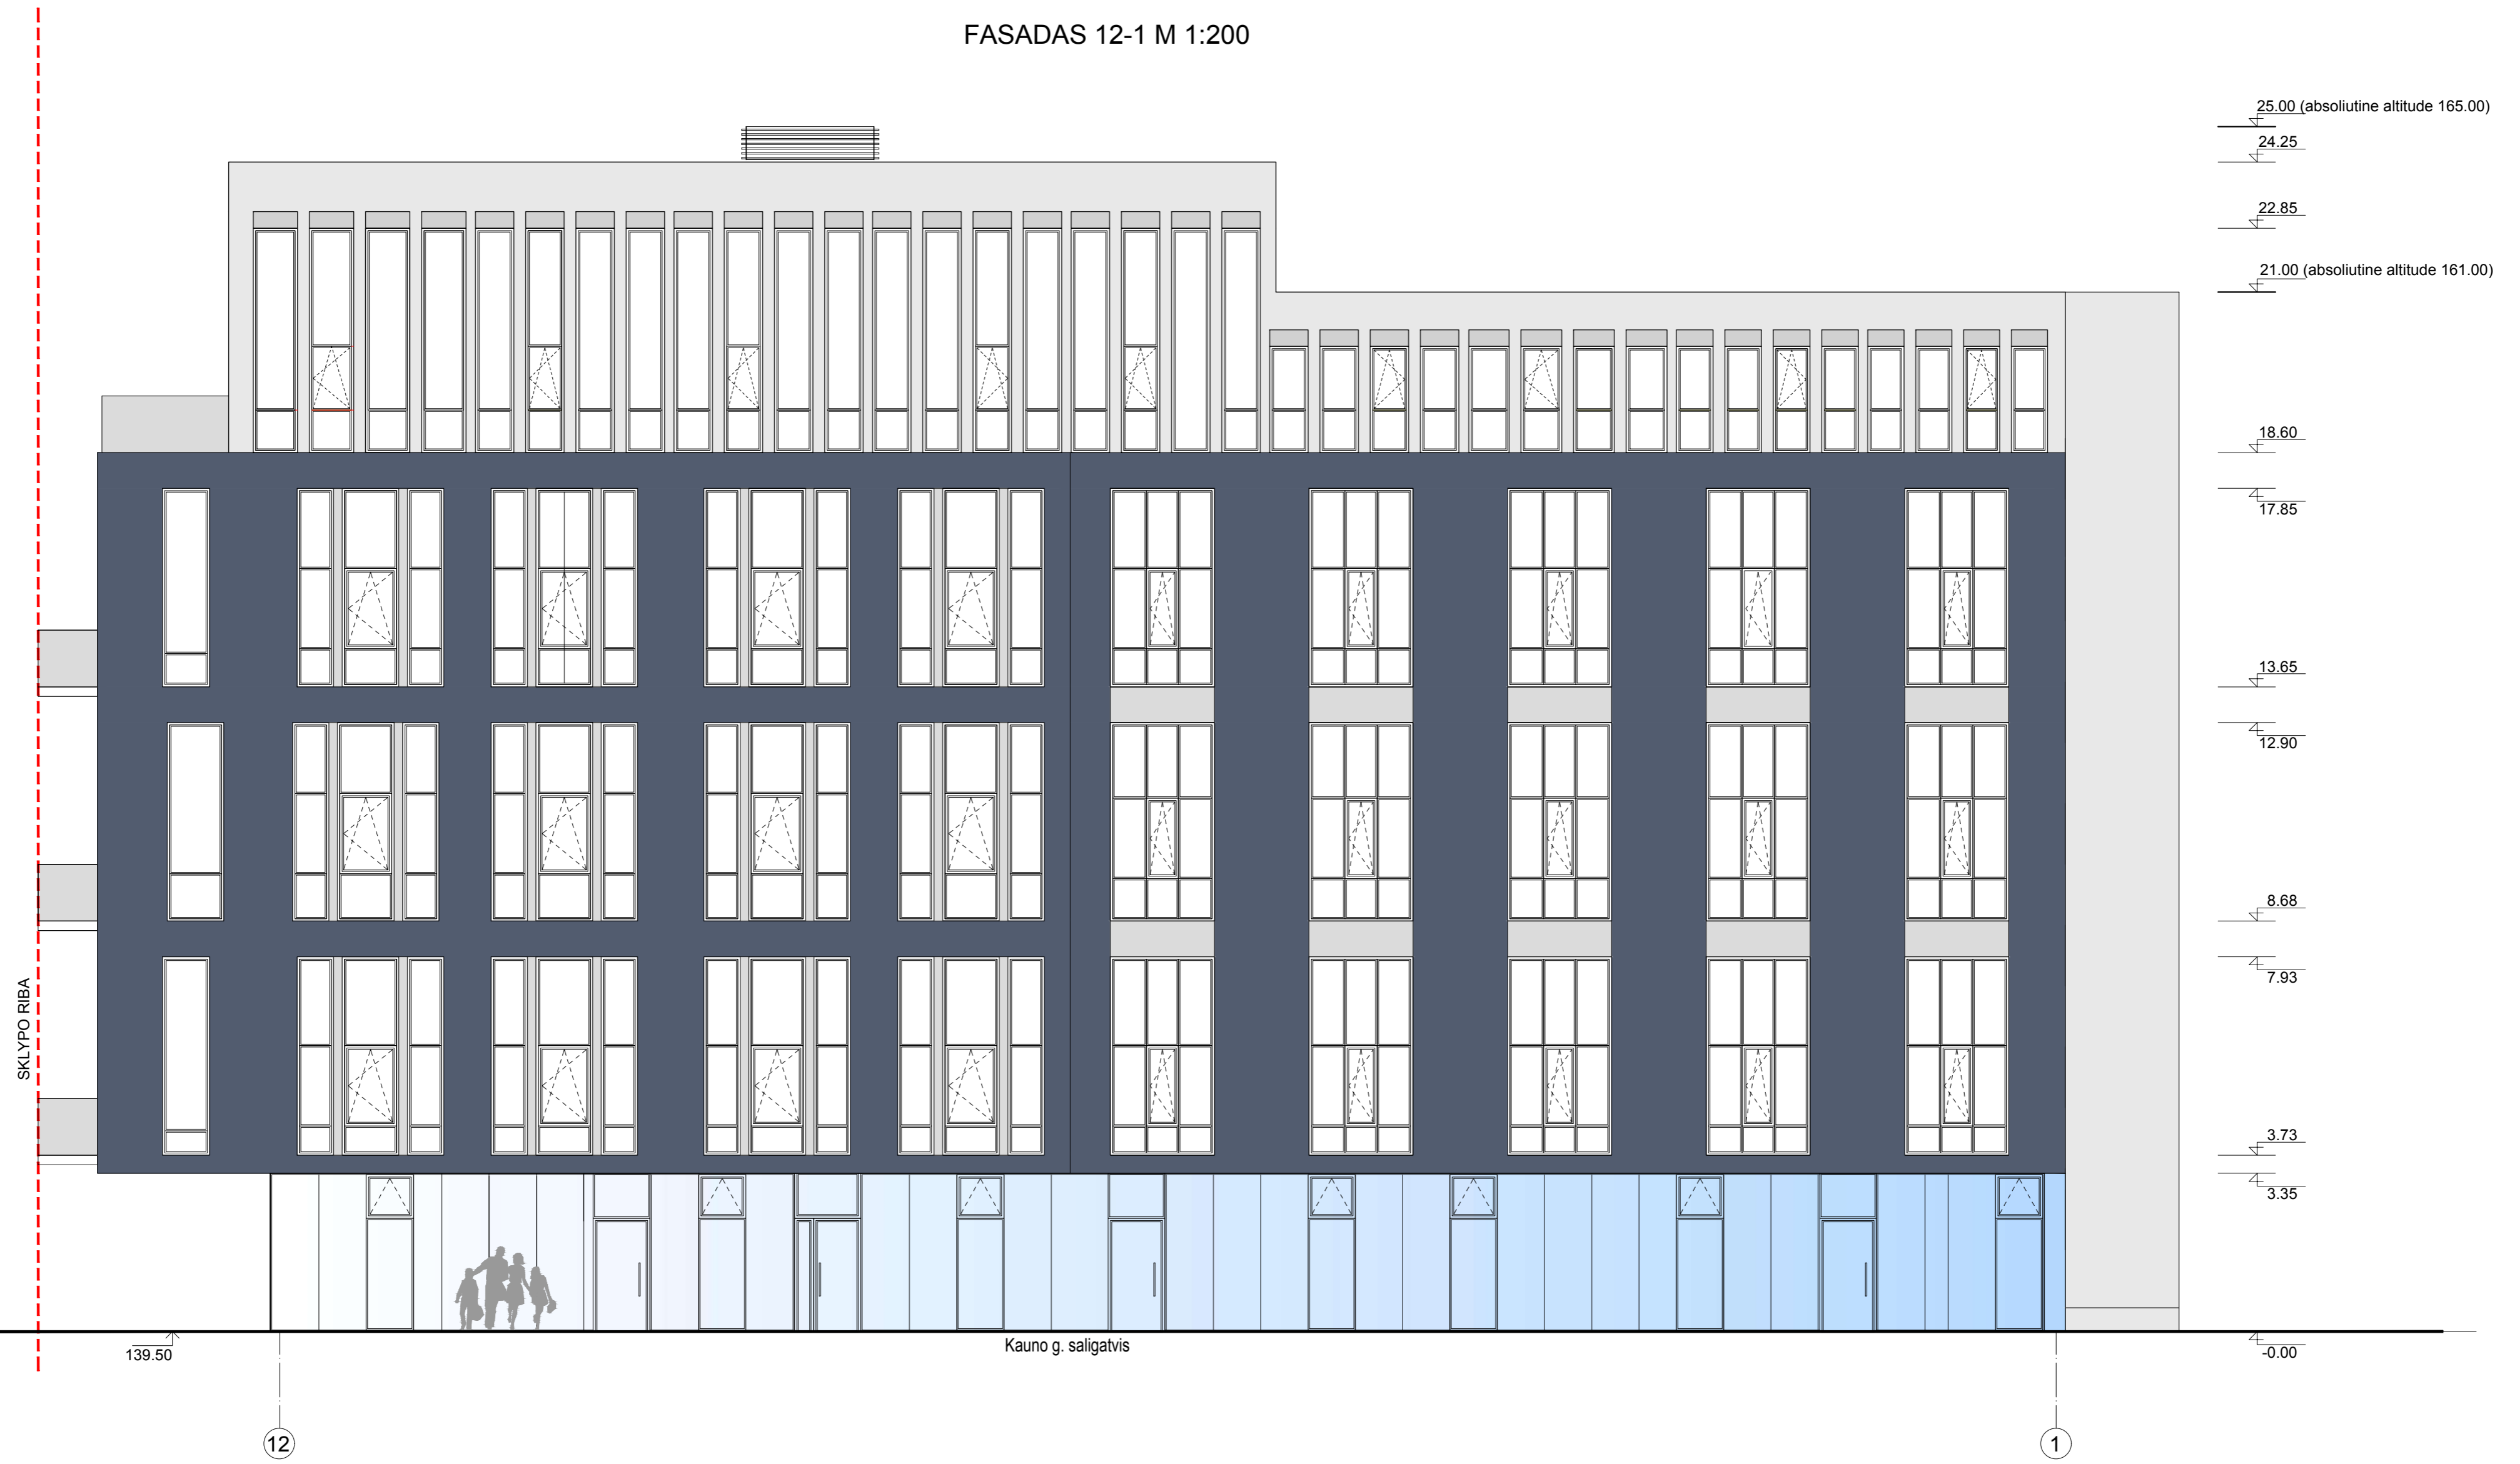 FASADAS 12-1 M 1:200
25.00 (absoliutine altitude 165.00)
24.25
22.85
21.00 (absoliutine altitude 161.00)
18.60
17.85
13.65
12.90
8.68
7.93
SKLYPO RIBA
3.73
3.35
Kauno g. saligatvis
139.50
-0.00
12
1